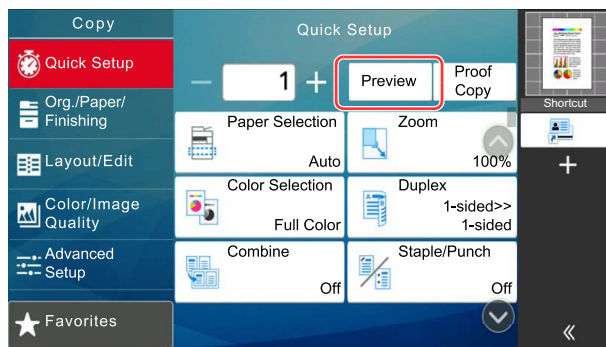 Copy
Quick Setup
Quick Setup
Org./Paper/
Finishing
Layout/Edit
Color/Image
Quality
Advanced
Setup
Favorites
1
Preview
Proof
Copy
Paper Selection
Auto
Zoom
100%
Color Selection
Full Color
Duplex
1-sided>>
1-sided
Combine
Off
Staple/Punch
Off
Shortcut